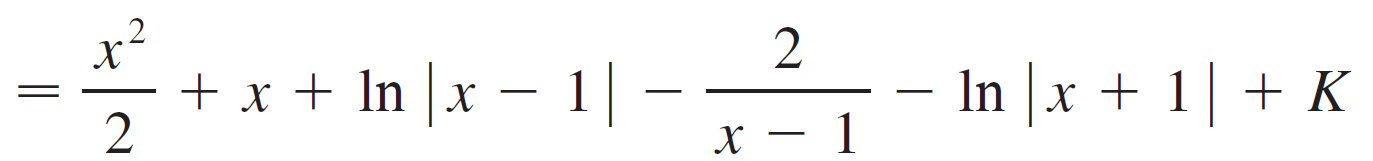 = x²/2 + x + ln |x − 1| − 2/(x − 1) − ln |x + 1| + K